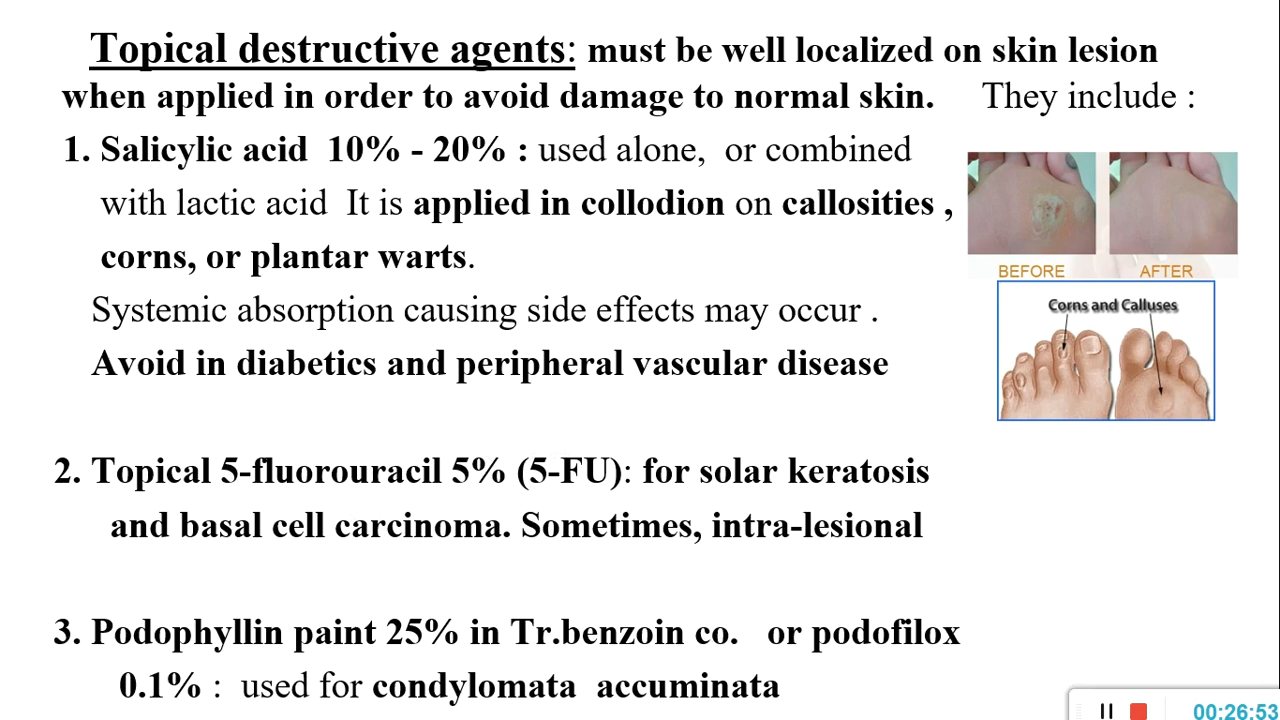 Topical destructive agents: must be well localized on skin lesion
when applied in order to avoid damage to normal skin. They include :
1. Salicylic acid 10% - 20% : used alone, or combined
with lactic acid It is applied in collodion on callosities ,
corns, or plantar warts.
Systemic absorption causing side effects may occur .
Avoid in diabetics and peripheral vascular disease
BEFORE AFTER
Corns and Calluses
2. Topical 5-fluorouracil 5% (5-FU): for solar keratosis
and basal cell carcinoma. Sometimes, intra-lesional
3. Podophyllin paint 25% in Tr.benzoin co. or podofilox
0.1% : used for condylomata accuminata
00:26:53